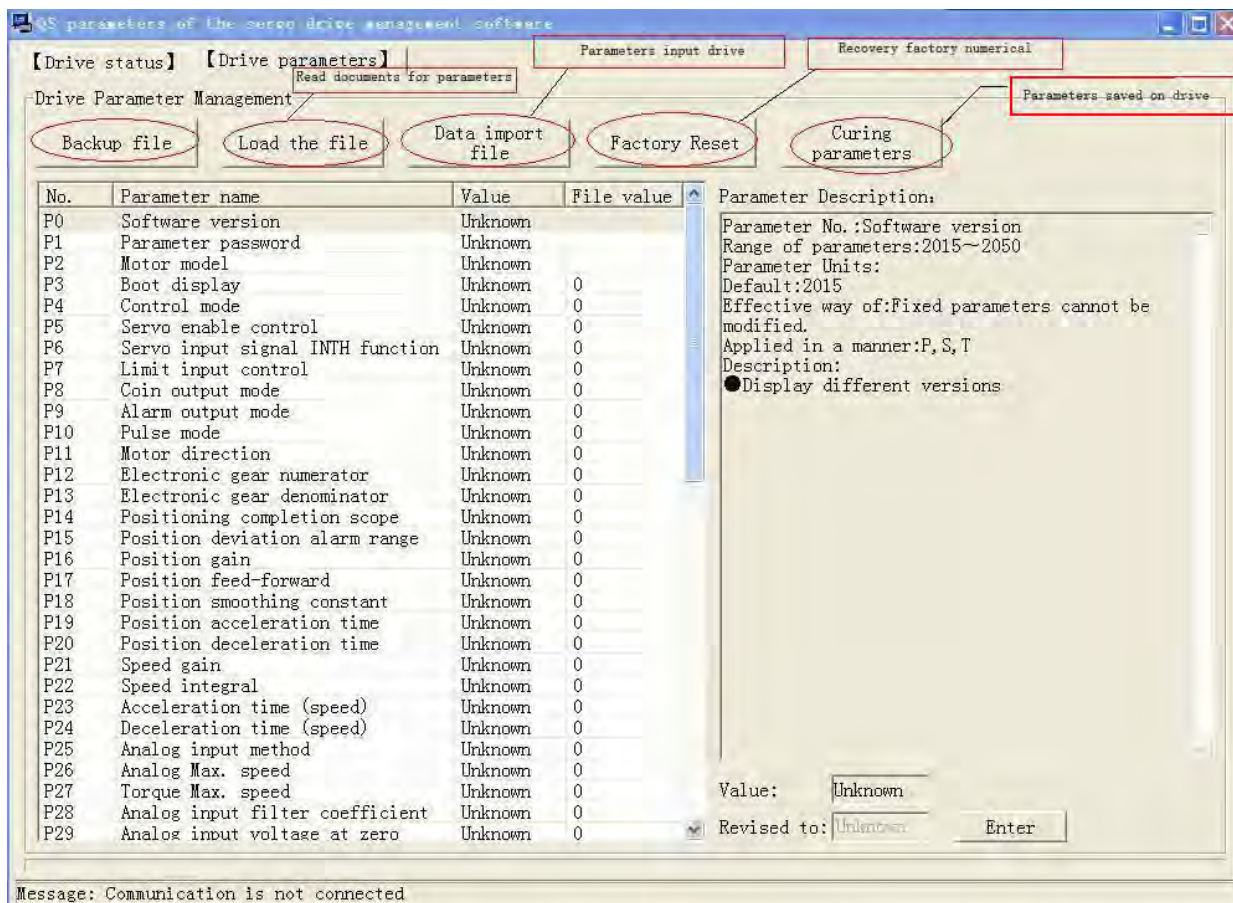 QS parameters of the servo drive management software
Parameters input drive
Recovery factory numerical
【Drive status】 【Drive parameters】
Read documents for parameters
Parameters saved on drive
Drive Parameter Management
Backup file
Load the file
Data import
file
Factory Reset
Curing
parameters
No. Parameter name Value File value
P0 Software version Unknown
P1 Parameter password Unknown
P2 Motor model Unknown
P3 Boot display Unknown 0
P4 Control mode Unknown 0
P5 Servo enable control Unknown 0
P6 Servo input signal INTH function Unknown 0
P7 Limit input control Unknown 0
P8 Coin output mode Unknown 0
P9 Alarm output mode Unknown 0
P10 Pulse mode Unknown 0
P11 Motor direction Unknown 0
P12 Electronic gear numerator Unknown 0
P13 Electronic gear denominator Unknown 0
P14 Positioning completion scope Unknown 0
P15 Position deviation alarm range Unknown 0
P16 Position gain Unknown 0
P17 Position feed-forward Unknown 0
P18 Position smoothing constant Unknown 0
P19 Position acceleration time Unknown 0
P20 Position deceleration time Unknown 0
P21 Speed gain Unknown 0
P22 Speed integral Unknown 0
P23 Acceleration time (speed) Unknown 0
P24 Deceleration time (speed) Unknown 0
P25 Analog input method Unknown 0
P26 Analog Max. speed Unknown 0
P27 Torque Max. speed Unknown 0
P28 Analog input filter coefficient Unknown 0
P29 Analog input voltage at zero Unknown 0
Parameter Description:
Parameter No.:Software version
Range of parameters:2015~2050
Parameter Units:
Default:2015
Effective way of:Fixed parameters cannot be
modified.
Applied in a manner:P,S,T
Description:
●Display different versions
Value: Unknown
Revised to: Unknown Enter
Message: Communication is not connected